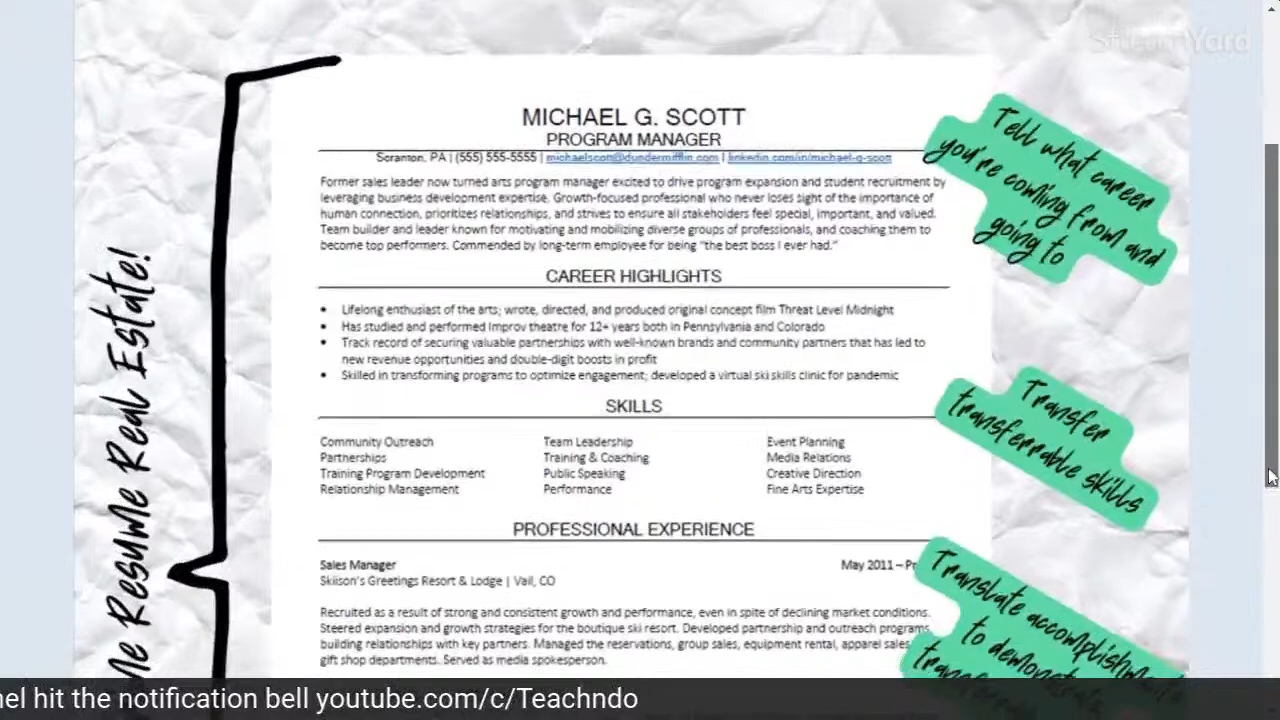 StreamYard
MICHAEL G. SCOTT
PROGRAM MANAGER
Scranton, PA | (555) 555-5555 | michaelscott@dundermifflin.com | linkedin.com/in/michael-g-scott
Former sales leader now turned arts program manager excited to drive program expansion and student recruitment by
leveraging business development expertise. Growth-focused professional who never loses sight of the importance of
human connection, prioritizes relationships, and strives to ensure all stakeholders feel special, important, and valued.
Team builder and leader known for motivating and mobilizing diverse groups of professionals, and coaching them to
become top performers. Commended by long-term employee for being “the best boss I ever had.”
CAREER HIGHLIGHTS
• Lifelong enthusiast of the arts; wrote, directed, and produced original concept film Threat Level Midnight
• Has studied and performed Improv theatre for 12+ years both in Pennsylvania and Colorado
• Track record of securing valuable partnerships with well-known brands and community partners that has led to
new revenue opportunities and double-digit boosts in profit
• Skilled in transforming programs to optimize engagement; developed a virtual ski skills clinic for pandemic
SKILLS
Community Outreach Team Leadership Event Planning
Partnerships Training & Coaching Media Relations
Training Program Development Public Speaking Creative Direction
Relationship Management Performance Fine Arts Expertise
PROFESSIONAL EXPERIENCE
Sales Manager May 2011 –
Skiison's Greetings Resort & Lodge | Vail, CO
Recruited as a result of strong and consistent growth and performance, even in spite of declining market conditions.
Steered expansion and growth strategies for the boutique ski resort. Developed partnership and outreach programs,
building relationships with key partners. Managed the reservations, group sales, equipment rental, apparel sales
gift shop departments. Served as media spokesperson.
Tell what career
you're coming from and
going to
Transfer
transferrable skills
Translate accomplishments
to demonstrate
Resume Real Estate!
hit the notification bell youtube.com/c/Teachndo